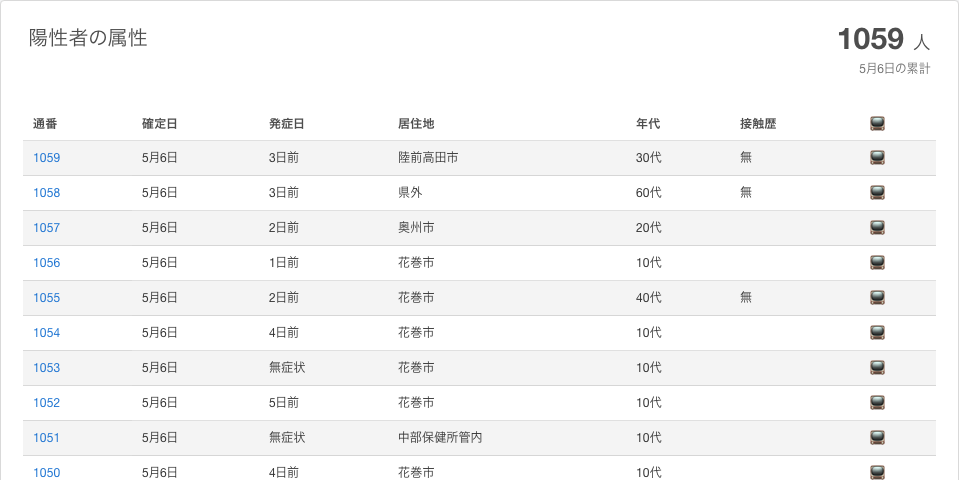 陽性者の属性
1059 人
5月6日の累計
通番 確定日 発症日 居住地 年代 接触歴
1059 5月6日 3日前 陸前高田市 30代 無
1058 5月6日 3日前 県外 60代 無
1057 5月6日 2日前 奥州市 20代
1056 5月6日 1日前 花巻市 10代
1055 5月6日 2日前 花巻市 40代 無
1054 5月6日 4日前 花巻市 10代
1053 5月6日 無症状 花巻市 10代
1052 5月6日 5日前 花巻市 10代
1051 5月6日 無症状 中部保健所管内 10代
1050 5月6日 4日前 花巻市 10代